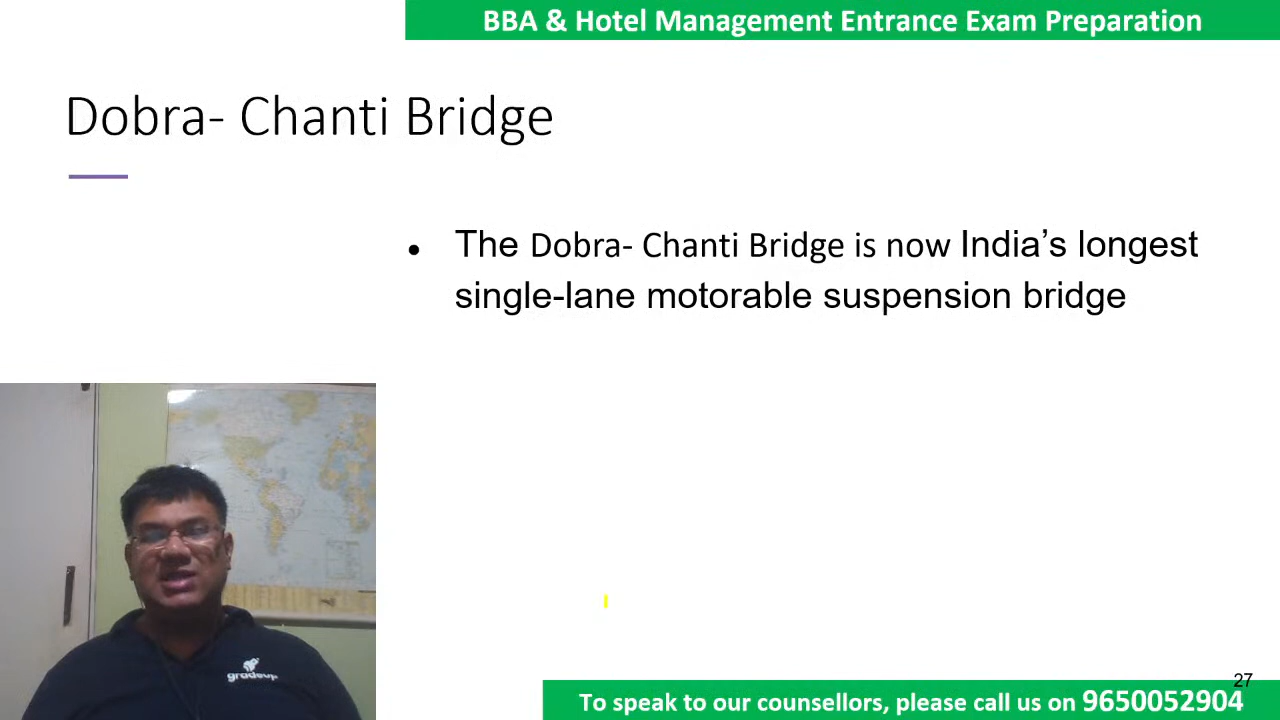 BBA & Hotel Management Entrance Exam Preparation
Dobra- Chanti Bridge
● The Dobra- Chanti Bridge is now India’s longest
single-lane motorable suspension bridge
gradeup
27
To speak to our counsellors, please call us on 9650052904